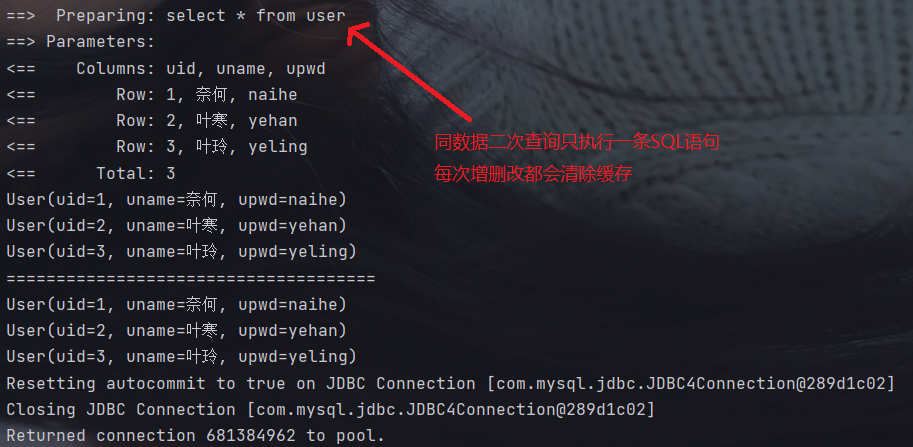 ==>  Preparing: select * from user
==> Parameters:
<==    Columns: uid, uname, upwd
<==        Row: 1, 奈何, naihe
<==        Row: 2, 叶寒, yehan
<==        Row: 3, 叶玲, yeling
<==      Total: 3
同数据二次查询只执行一条SQL语句
每次增删改都会清除缓存
User(uid=1, uname=奈何, upwd=naihe)
User(uid=2, uname=叶寒, upwd=yehan)
User(uid=3, uname=叶玲, upwd=yeling)
=====================================
User(uid=1, uname=奈何, upwd=naihe)
User(uid=2, uname=叶寒, upwd=yehan)
User(uid=3, uname=叶玲, upwd=yeling)
Resetting autocommit to true on JDBC Connection [com.mysql.jdbc.JDBC4Connection@289d1c02]
Closing JDBC Connection [com.mysql.jdbc.JDBC4Connection@289d1c02]
Returned connection 681384962 to pool.